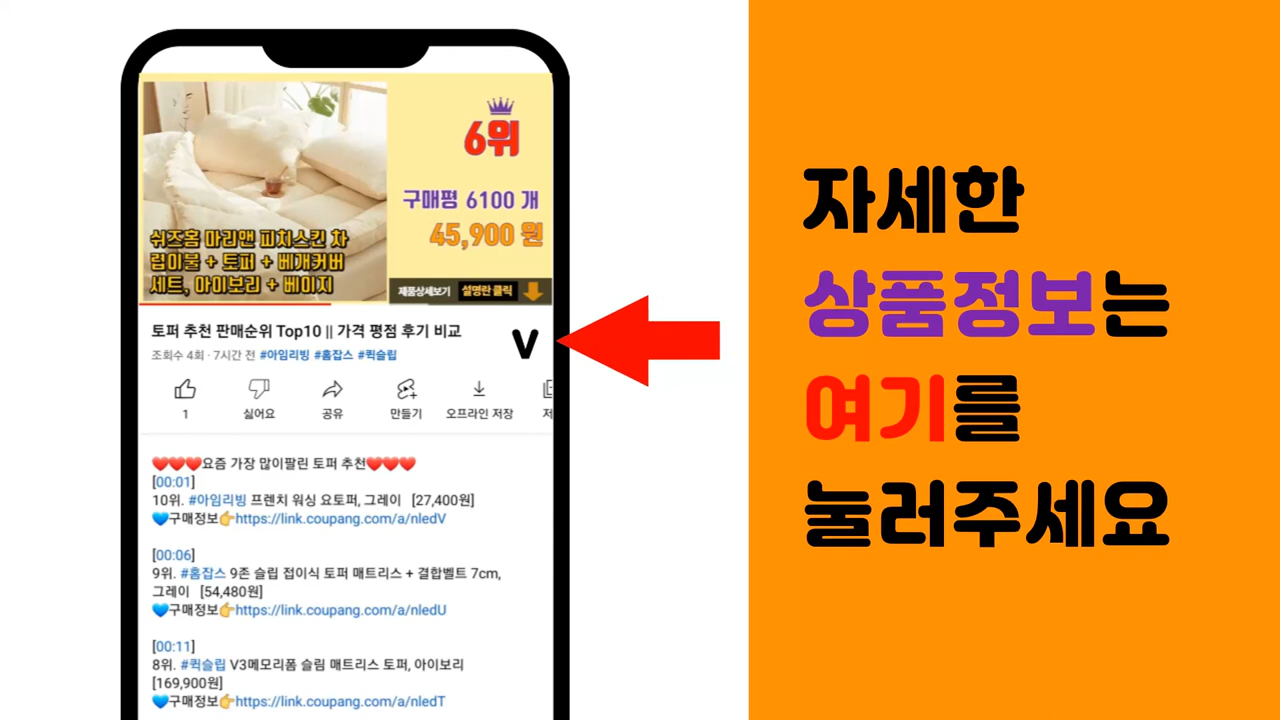 6위
구매평 6100 개
45,900 원
쉬즈홈 마리앤 피치스킨 차
렵이불 + 토퍼 + 베개커버
세트, 아이보리 + 베이지
제품상세보기 설명란 클릭
토퍼 추천 판매순위 Top10 || 가격 평점 후기 비교
V
조회수 4회 · 7시간 전 #아임리빙 #홈잡스 #퀵슬립
1 싫어요 공유 만들기 오프라인 저장 저
❤❤❤요즘 가장 많이팔린 토퍼 추천❤❤❤
[00:01]
10위. #아임리빙 프렌치 워싱 요토퍼, 그레이 [27,400원]
💙구매정보👉https://link.coupang.com/a/nledV
[00:06]
9위. #홈잡스 9존 슬립 접이식 토퍼 매트리스 + 결합벨트 7cm,
그레이 [54,480원]
💙구매정보👉https://link.coupang.com/a/nledU
[00:11]
8위. #퀵슬립 V3메모리폼 슬림 매트리스 토퍼, 아이보리
[169,900원]
💙구매정보👉https://link.coupang.com/a/nledT
자세한
상품정보는
여기를
눌러주세요